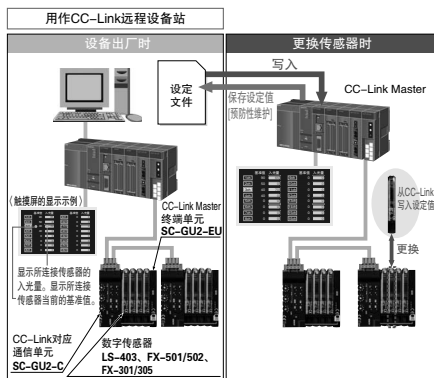 用作CC-Link远程设备站
设备出厂时
更换传感器时
设定
文件
写入
保存设定值
[预防性维护]
CC-Link Master
〈触摸屏的显示示例〉
CC-Link Master
终端单元
SC-GU2-EU
从CC-Link
写入设定值
更换
显示所连接传感器的
入光量。显示所连接
传感器当前的基准值。
CC-Link对应
通信单元
SC-GU2-C
数字传感器
LS-403、FX-501/502、
FX-301/305